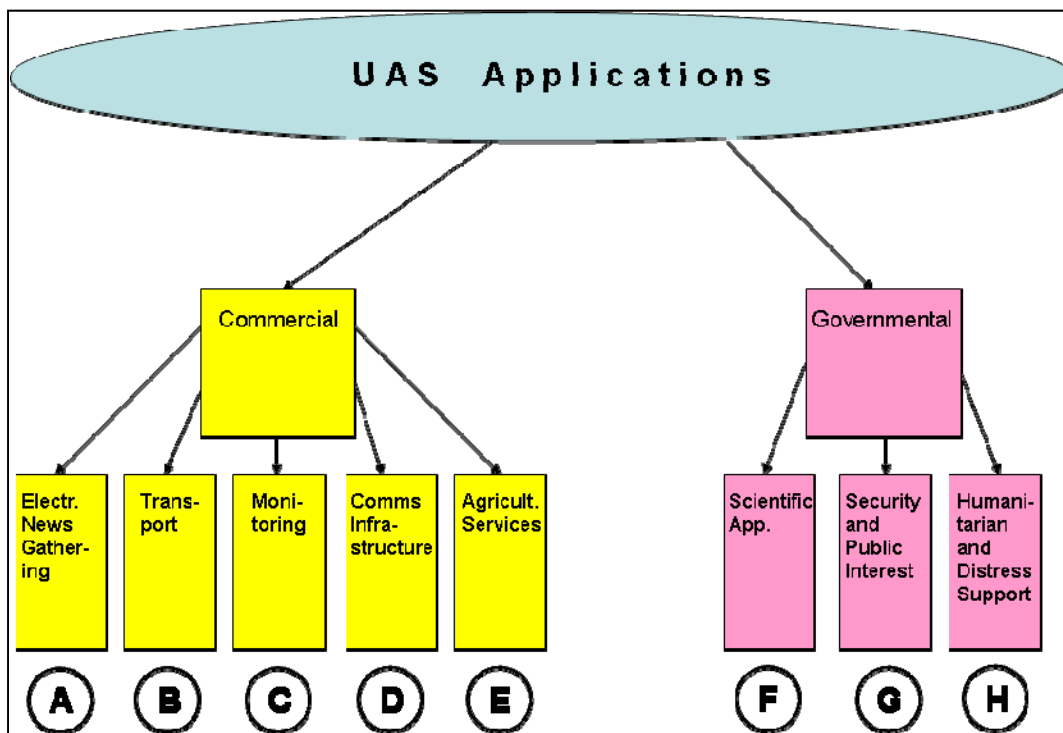 UAS Applications
Commercial
Governmental
Electr.
News
Gather-
ing
Trans-
port
Moni-
toring
Comms
Infra-
structure
Agricult.
Services
Scientific
App.
Security
and
Public
Interest
Humani-
tarian
and
Distress
Support
A
B
C
D
E
F
G
H